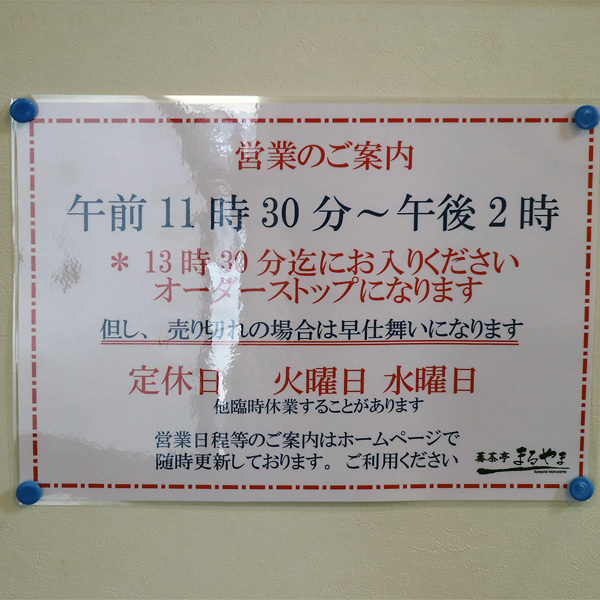 営業のご案内
午前11時30分～午後2時
＊13時30分迄にお入りください
オーダーストップになります
但し、売り切れの場合は早仕舞いになります
定休日　火曜日 水曜日
他臨時休業することがあります
営業日程等のご案内はホームページで
随時更新しております。ご利用ください
蕎茶亭 まるやま